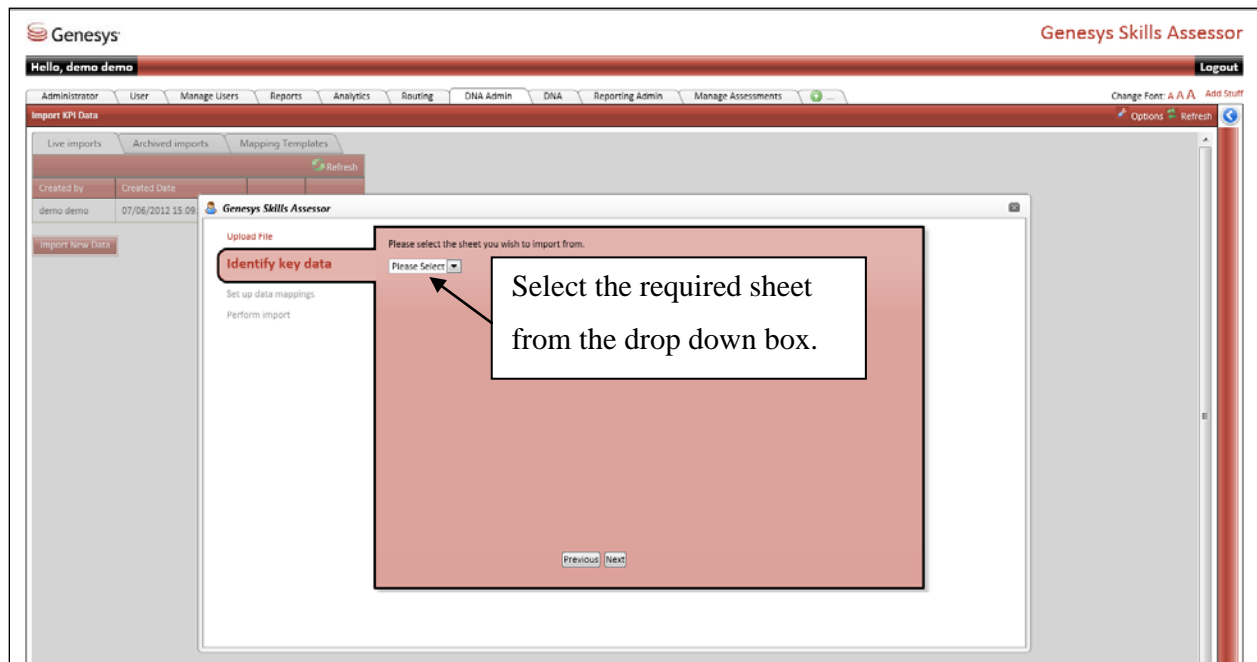 Genesys
Genesys Skills Assessor
Hello, demo demo
Logout
Administrator User Manage Users Reports Analytics Routing DNA Admin DNA Reporting Admin Manage Assessments ...
Change Font: A A A Add Stuff
Import KPI Data
Options Refresh
Live imports Archived imports Mapping Templates
Refresh
Created by Created Date
demo demo 07/06/2012 15.09
Genesys Skills Assessor
Import New Data
Upload File
Identify key data
Set up data mappings
Perform import
Please select the sheet you wish to import from.
Please Select
Select the required sheet
from the drop down box.
Previous Next